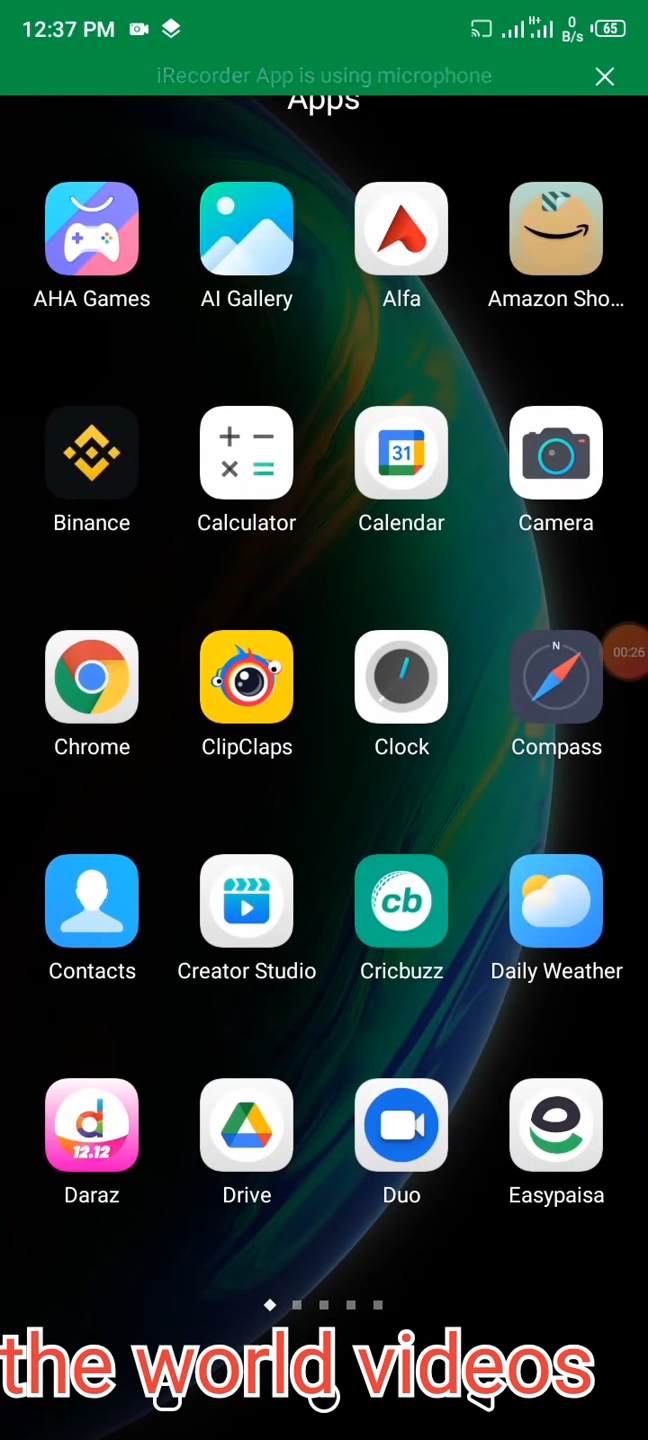 12:37 PM H+ 0 B/s 65
iRecorder App is using microphone
Apps
AHA Games AI Gallery Alfa Amazon Sho...
Binance 31 Calculator Calendar Camera
N
00:26
Chrome ClipClaps Clock Compass
cb
Contacts Creator Studio Cricbuzz Daily Weather
d 12.12 e
Daraz Drive Duo Easypaisa
the world videos